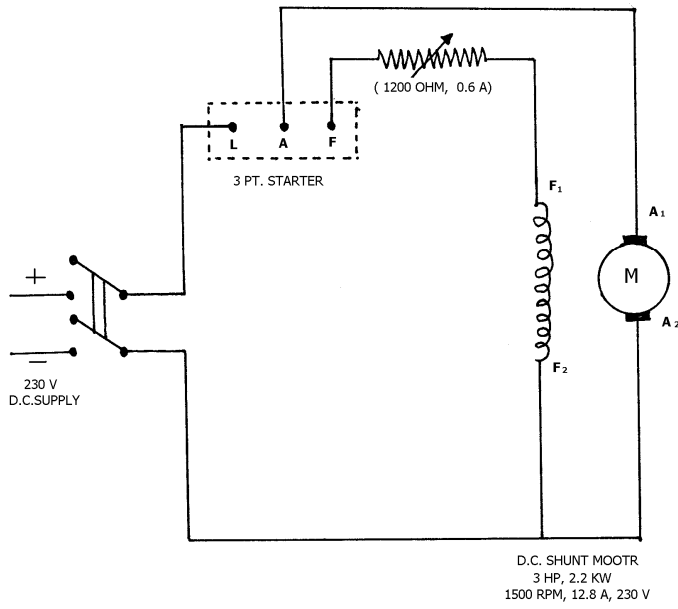 ( 1200 OHM, 0.6 A)
L A F
3 PT. STARTER
F1
A1
M
A2
F2
+
−
230 V
D.C.SUPPLY
D.C. SHUNT MOOTR
3 HP, 2.2 KW
1500 RPM, 12.8 A, 230 V